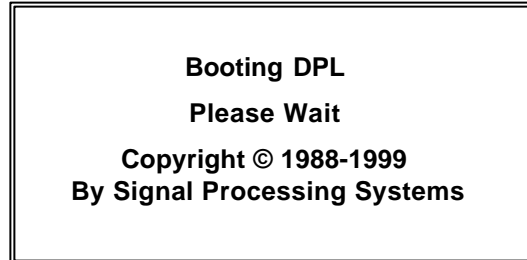 Booting DPL
Please Wait
Copyright © 1988-1999
By Signal Processing Systems